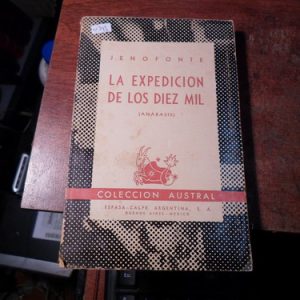 JENOFONTE
LA EXPEDICION
DE LOS DIEZ MIL
(ANABASIS)
COLECCION AUSTRAL
ESPASA-CALPE ARGENTINA, S. A.
BUENOS AIRES-MEXICO